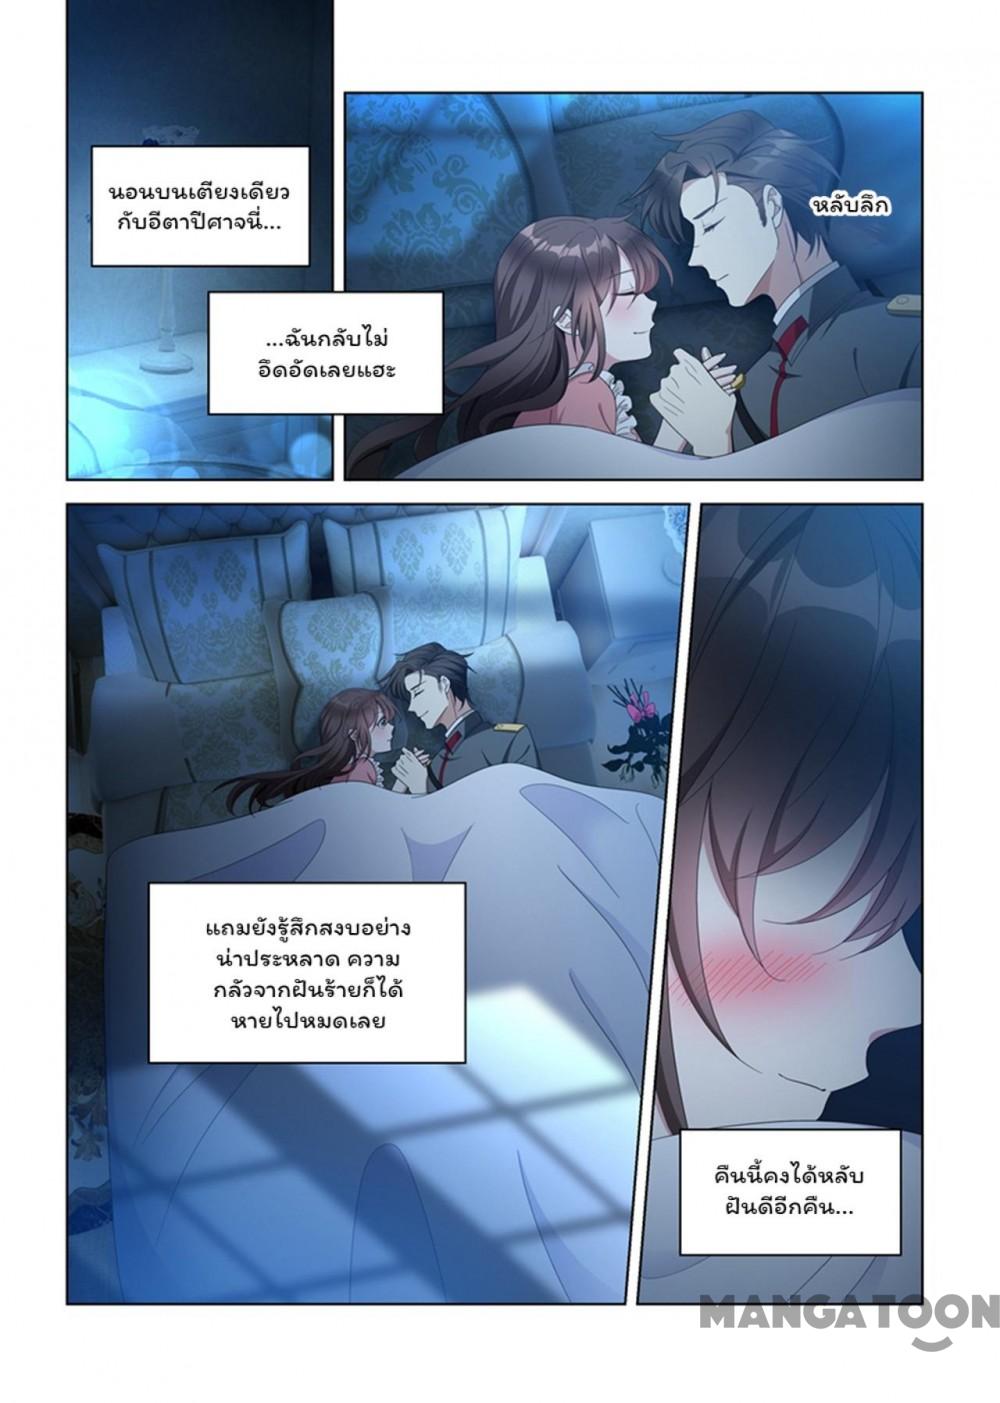 นอนบนเตียงเดียว
กับอีตาปีศาจนี่...
...ฉันกลับไม่
อึดอัดเลยแฮะ
หลับลึก
แถมยังรู้สึกสงบอย่าง
น่าประหลาด ความ
กลัวจากฝันร้ายก็ได้
หายไปหมดเลย
คืนนี้คงได้หลับ
ฝันดีอีกคืน...
MANGATOON